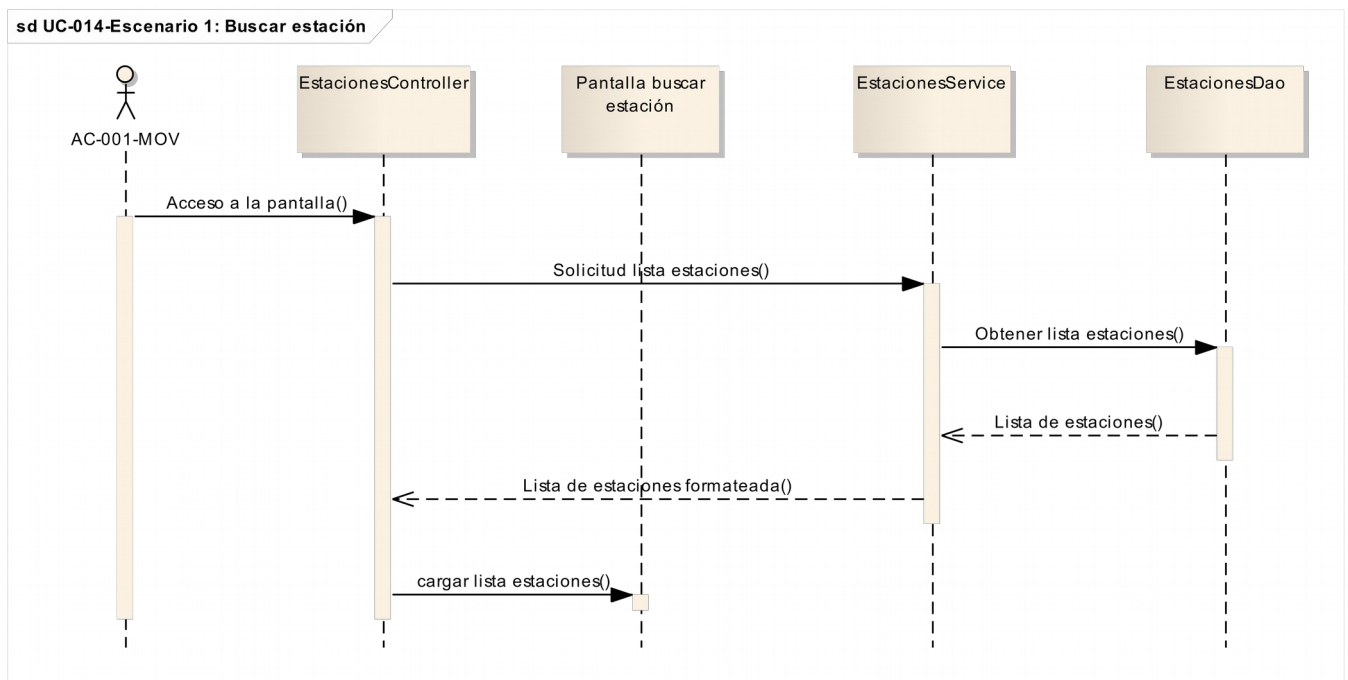 sd UC-014-Escenario 1: Buscar estación
AC-001-MOV
EstacionesController
Pantalla buscar
estación
EstacionesService
EstacionesDao
Acceso a la pantalla()
Solicitud lista estaciones()
Obtener lista estaciones()
Lista de estaciones()
Lista de estaciones formateada()
cargar lista estaciones()